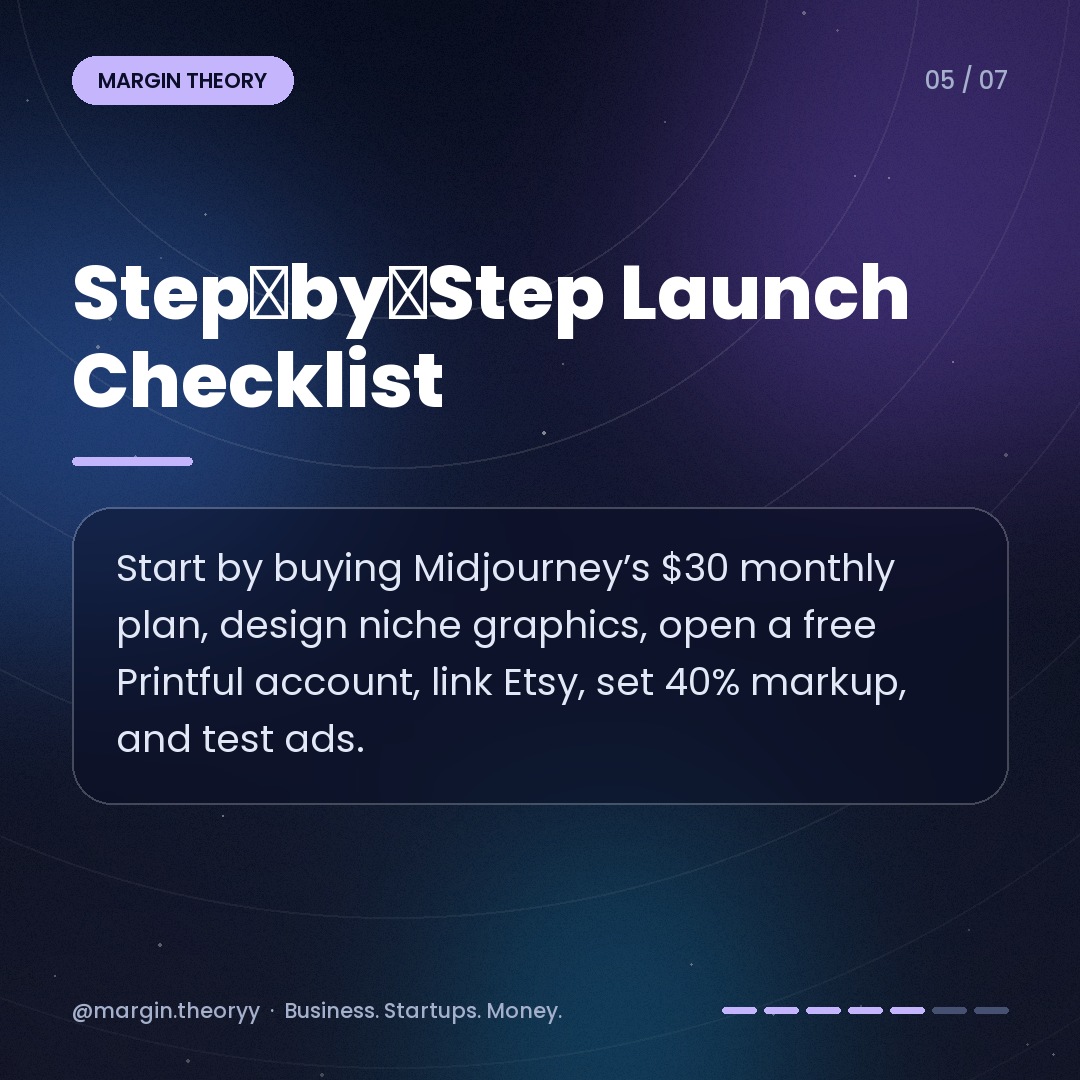 MARGIN THEORY
05 / 07
Step▯by▯Step Launch
Checklist
Start by buying Midjourney’s $30 monthly
plan, design niche graphics, open a free
Printful account, link Etsy, set 40% markup,
and test ads.
@margin.theoryy · Business. Startups. Money.